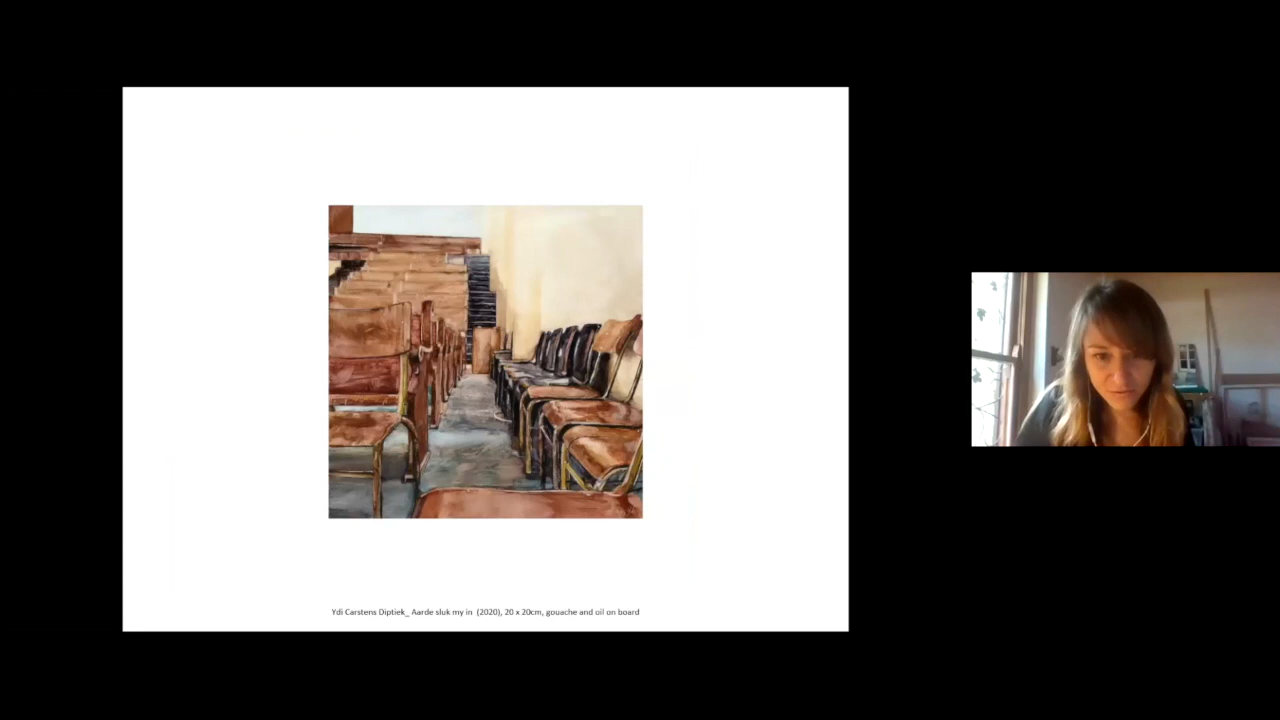 Ydi Carstens Diptiek_ Aarde sluk my in (2020), 20 x 20cm, gouache and oil on board